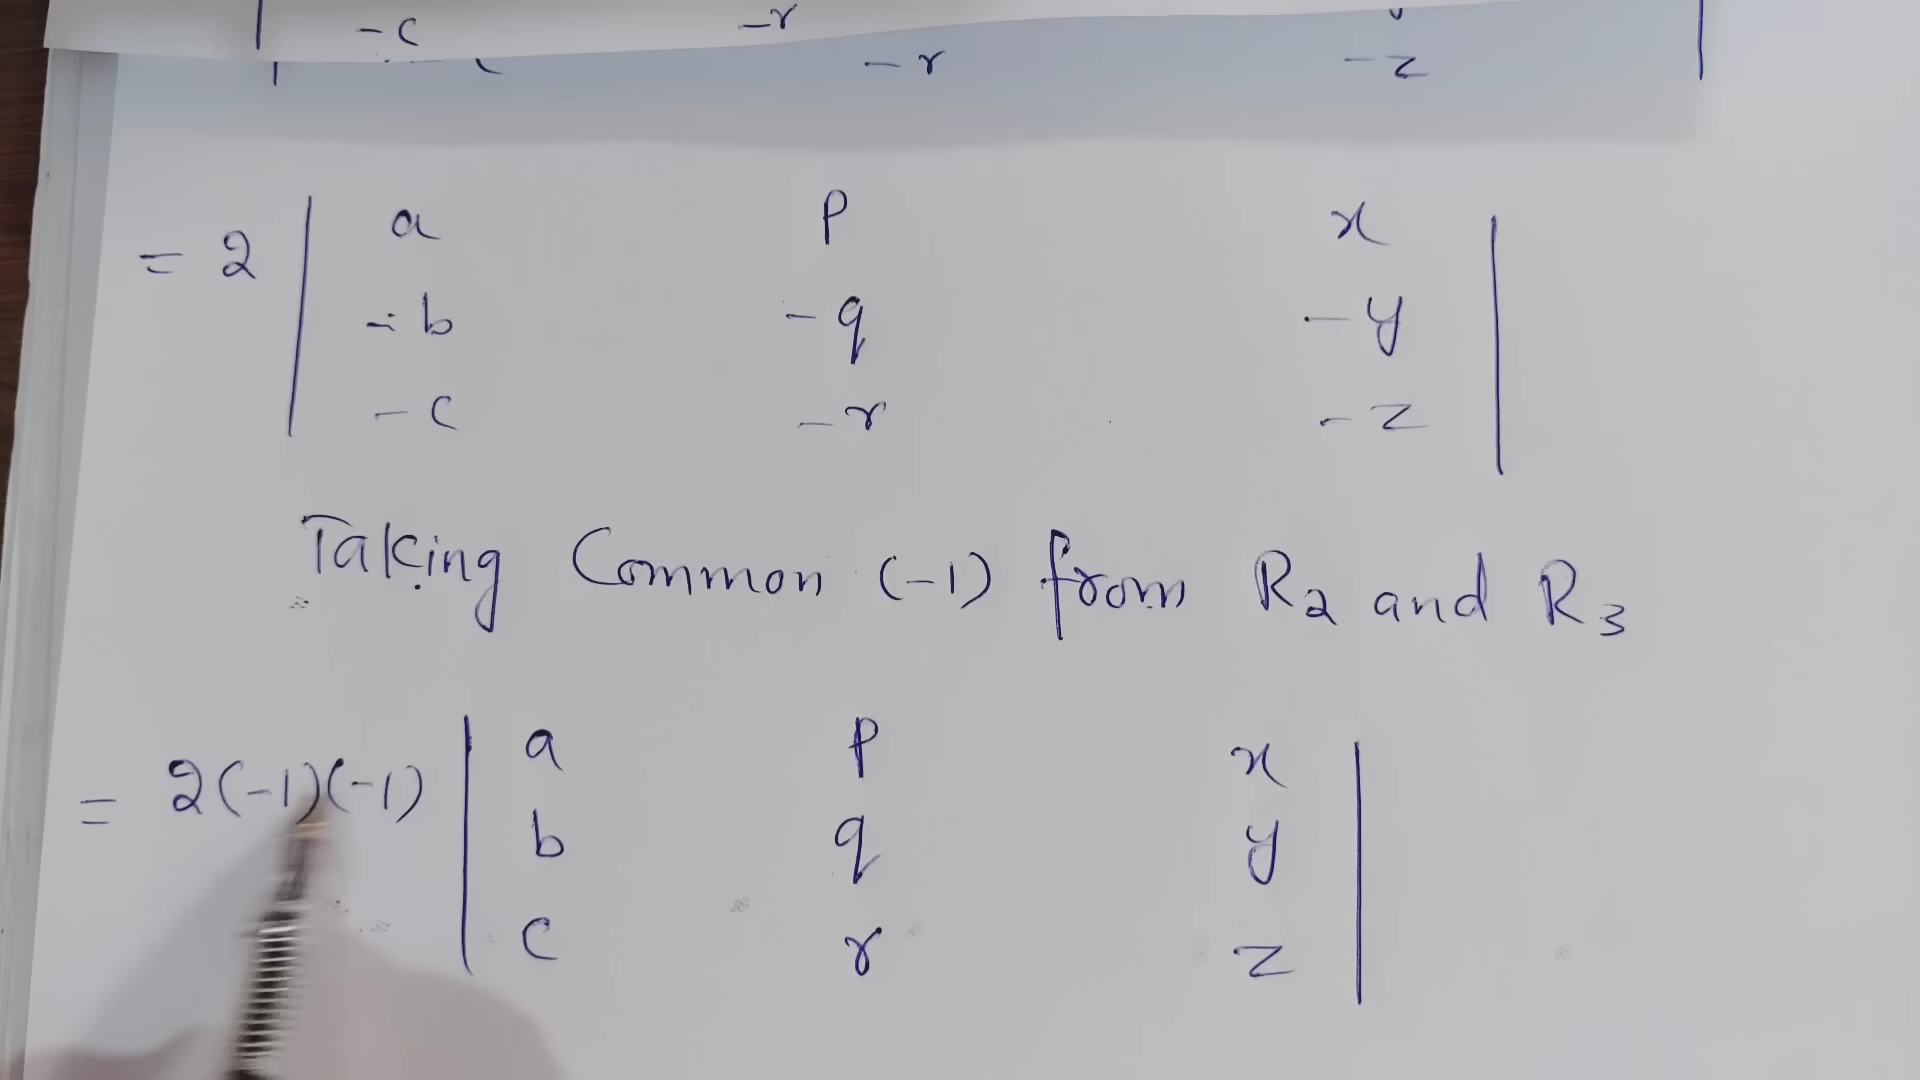 -c -r
-r -z
= 2 | a p x |
-b -q -y
-c -r -z
Taking Common (-1) from R2 and R3
= 2(-1)(-1) | a p x |
b q y
c r z